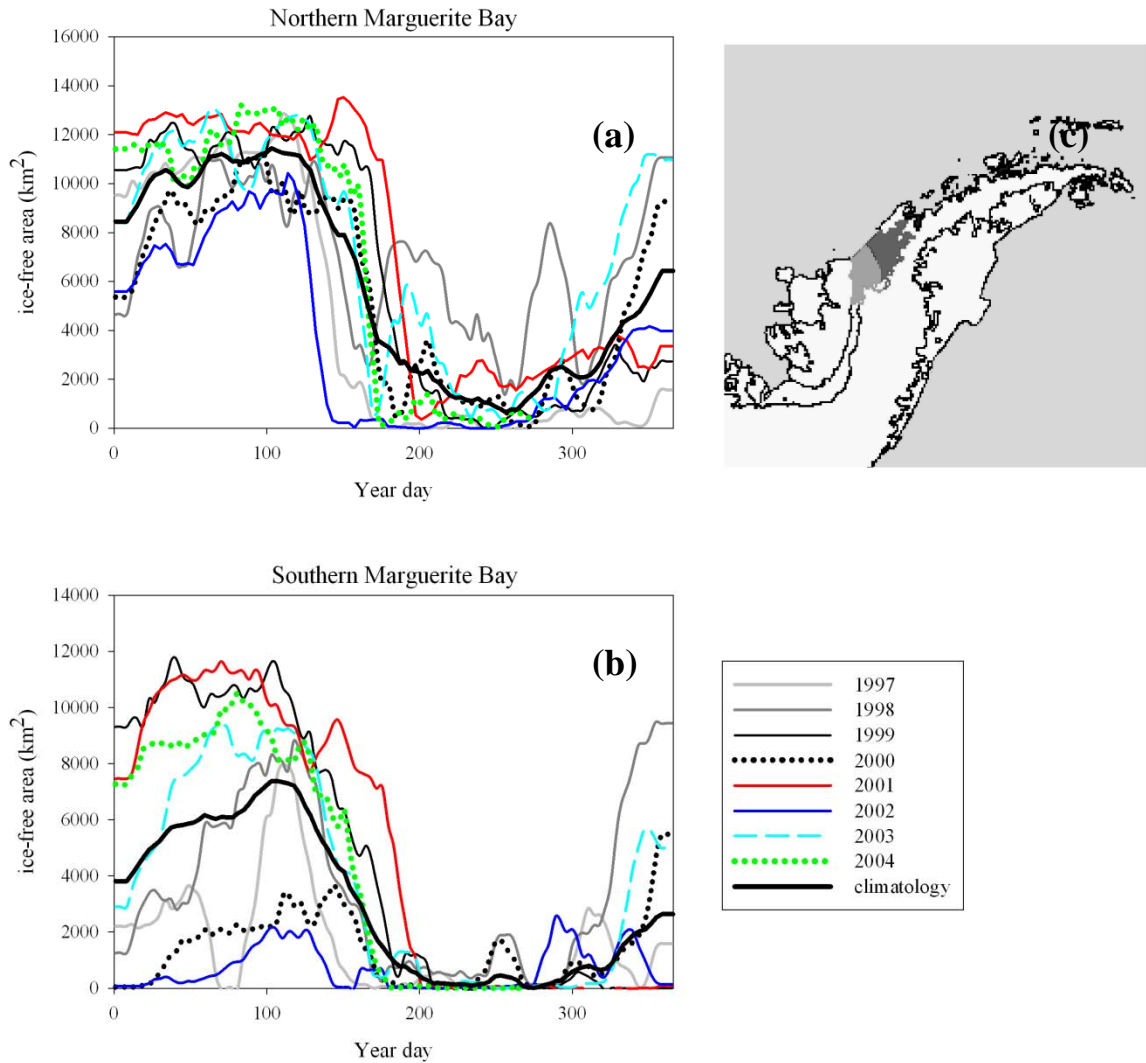 Northern Marguerite Bay
16000
14000
12000
10000
8000
6000
4000
2000
0
ice-free area (km²)
0 100 200 300
Year day
(a)
(c)
Southern Marguerite Bay
14000
12000
10000
8000
6000
4000
2000
0
ice-free area (km²)
0 100 200 300
Year day
(b)
1997
1998
1999
2000
2001
2002
2003
2004
climatology